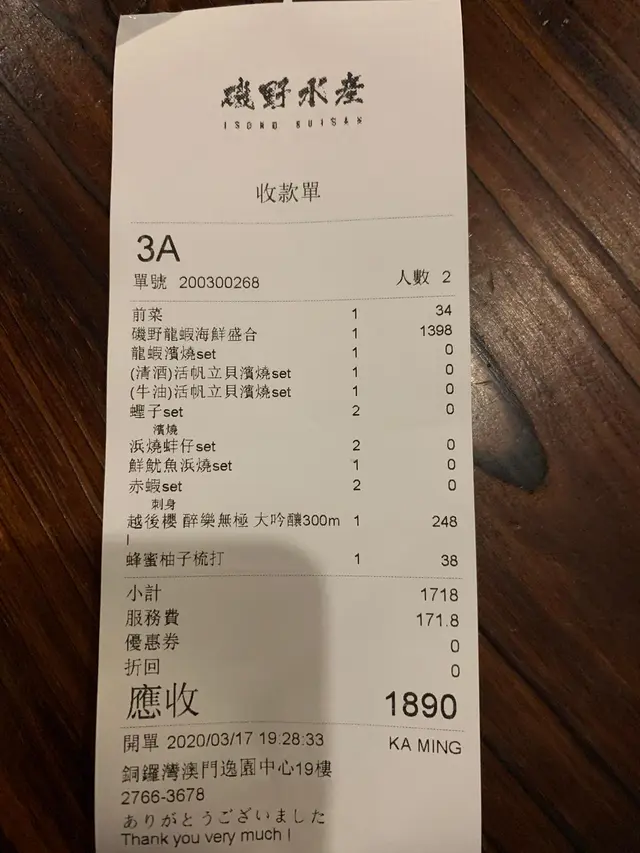 磯野水產
ISONO SUISAN
收款單
3A
單號 200300268 人數 2
前菜 1 34
磯野龍蝦海鮮盛合 1 1398
龍蝦濱燒set 1 0
(清酒)活帆立貝濱燒set 1 0
(牛油)活帆立貝濱燒set 1 0
蟶子set 2 0
濱燒
浜燒蚌仔set 2 0
鮮魷魚浜燒set 1 0
赤蝦set 2 0
刺身
越後櫻 醉樂無極 大吟釀300m 1 248
l
蜂蜜柚子梳打 1 38
小計 1718
服務費 171.8
優惠券 0
折回 0
應收 1890
開單 2020/03/17 19:28:33 KA MING
銅鑼灣澳門逸園中心19樓
2766-3678
ありがとうございました
Thank you very much !